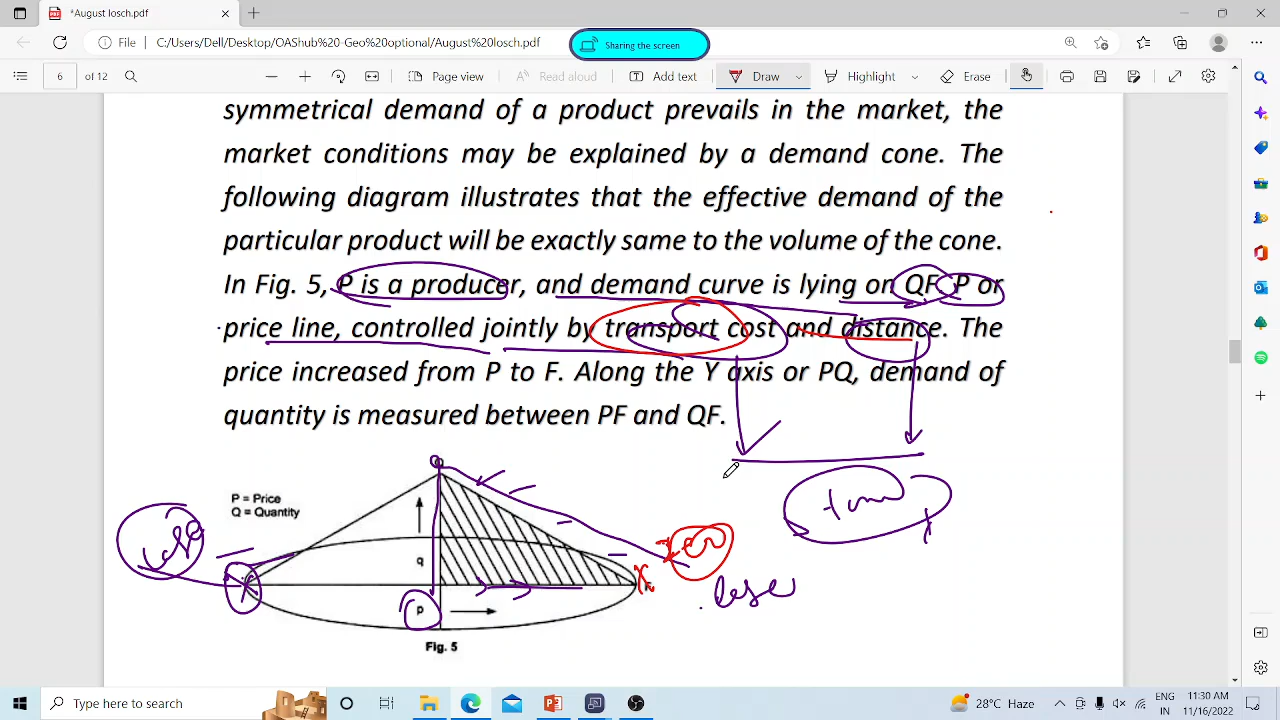 *August losch.pdf
File
C:/Users/Dell/Desktop/OAShub%20.%20Geo%20optional/August%20losch.pdf
Sharing the screen
6 of 12
Page view
Read aloud
Add text
Draw
Highlight
Erase
symmetrical demand of a product prevails in the market, the
market conditions may be explained by a demand cone. The
following diagram illustrates that the effective demand of the
particular product will be exactly same to the volume of the cone.
In Fig. 5, P is a producer, and demand curve is lying on QF. P or
price line, controlled jointly by transport cost and distance. The
price increased from P to F. Along the Y axis or PQ, demand of
quantity is measured between PF and QF.
P = Price
Q = Quantity
Q
q
p
Fig. 5
Type here to search
28°C Haze
ENG
IN
11:30 AM
11/16/2022